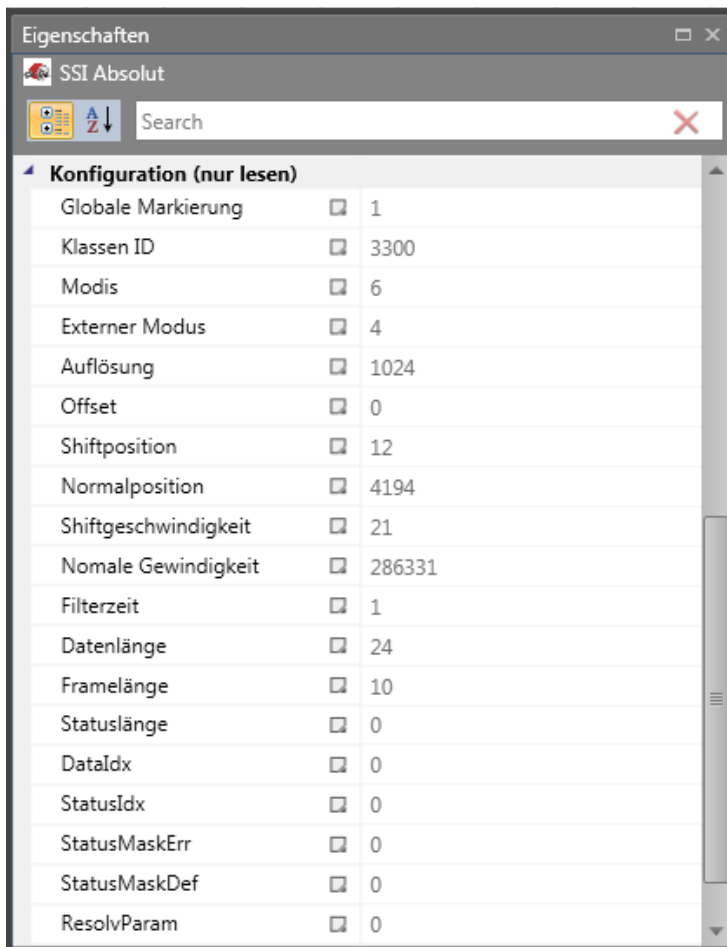 Eigenschaften
SSI Absolut
A
Z
Search
Konfiguration (nur lesen)
Globale Markierung 1
Klassen ID 3300
Modis 6
Externer Modus 4
Auflösung 1024
Offset 0
Shiftposition 12
Normalposition 4194
Shiftgeschwindigkeit 21
Nomale Gewindigkeit 286331
Filterzeit 1
Datenlänge 24
Framelänge 10
Statuslänge 0
DataIdx 0
StatusIdx 0
StatusMaskErr 0
StatusMaskDef 0
ResolvParam 0